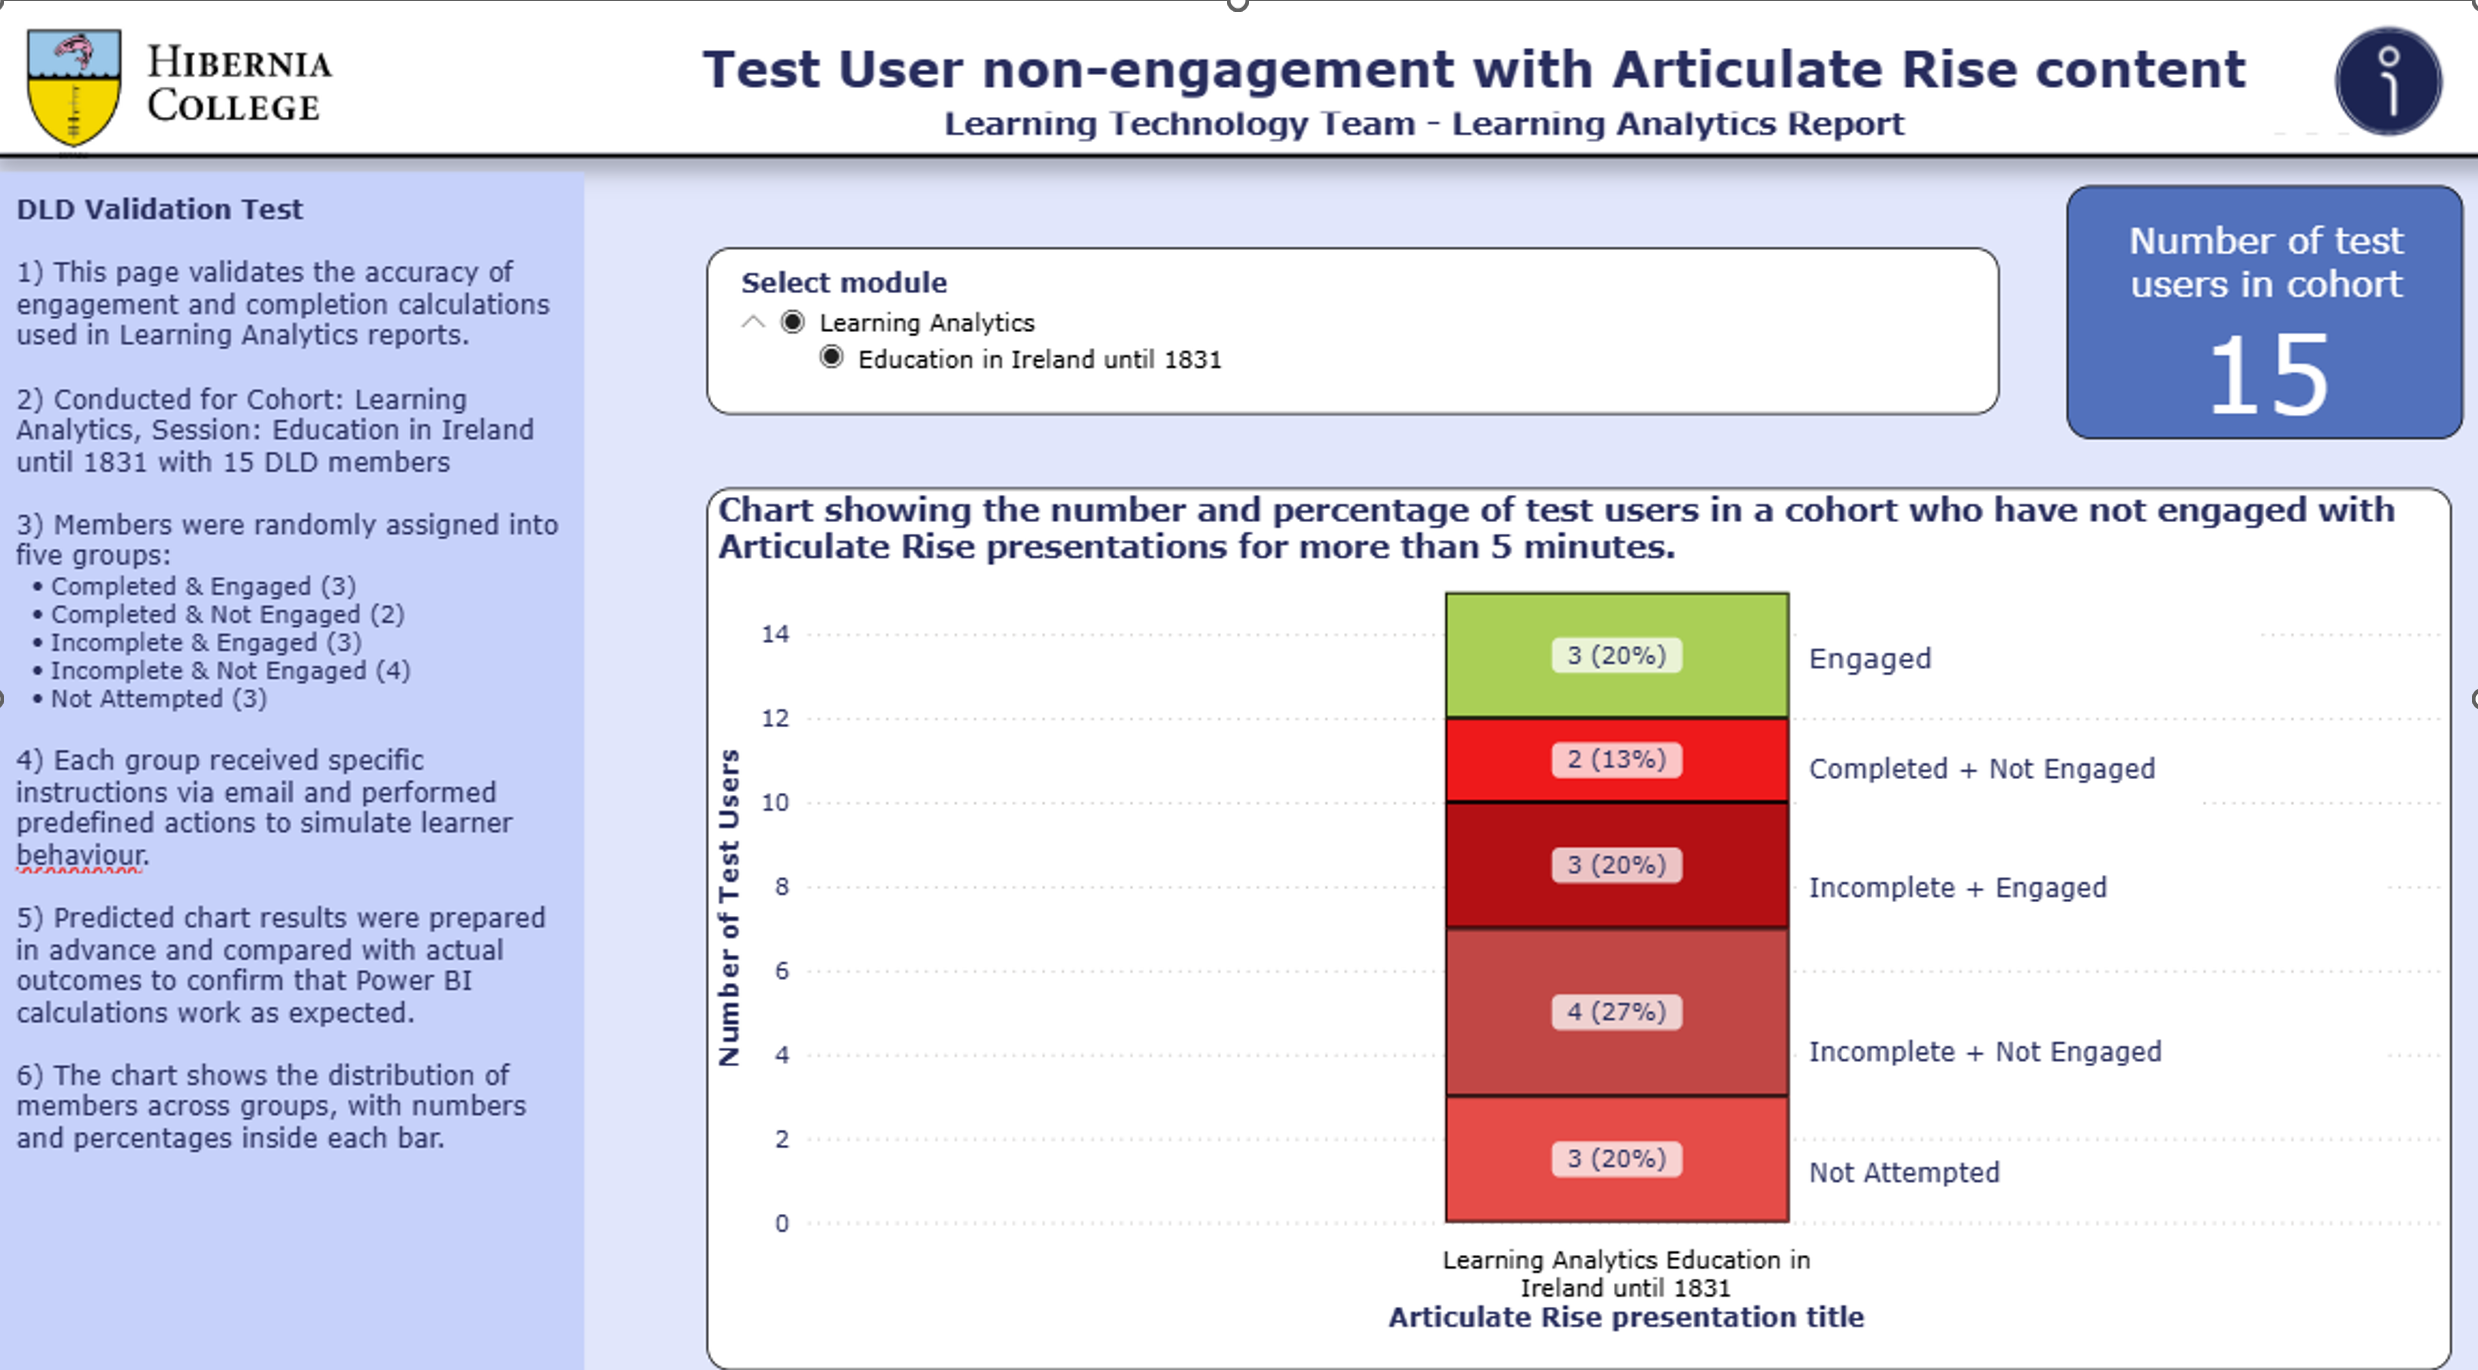 HIBERNIA
COLLEGE
Test User non-engagement with Articulate Rise content
Learning Technology Team - Learning Analytics Report
DLD Validation Test
1) This page validates the accuracy of
engagement and completion calculations
used in Learning Analytics reports.
2) Conducted for Cohort: Learning
Analytics, Session: Education in Ireland
until 1831 with 15 DLD members
3) Members were randomly assigned into
five groups:
• Completed & Engaged (3)
• Completed & Not Engaged (2)
• Incomplete & Engaged (3)
• Incomplete & Not Engaged (4)
• Not Attempted (3)
4) Each group received specific
instructions via email and performed
predefined actions to simulate learner
behaviour.
5) Predicted chart results were prepared
in advance and compared with actual
outcomes to confirm that Power BI
calculations work as expected.
6) The chart shows the distribution of
members across groups, with numbers
and percentages inside each bar.
Select module
Learning Analytics
Education in Ireland until 1831
Number of test
users in cohort
15
Chart showing the number and percentage of test users in a cohort who have not engaged with
Articulate Rise presentations for more than 5 minutes.
Number of Test Users
14
12
10
8
6
4
2
0
3 (20%)
Engaged
2 (13%)
Completed + Not Engaged
3 (20%)
Incomplete + Engaged
4 (27%)
Incomplete + Not Engaged
3 (20%)
Not Attempted
Learning Analytics Education in
Ireland until 1831
Articulate Rise presentation title